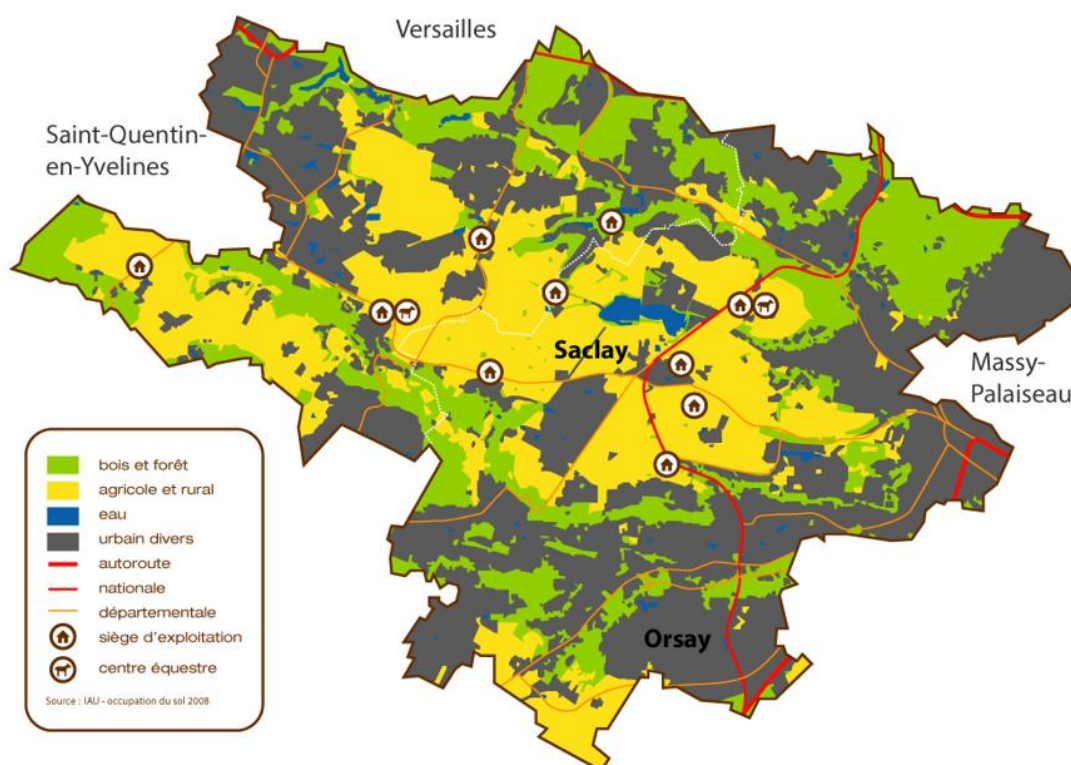 Versailles
Saint-Quentin-
en-Yvelines
Saclay
Massy-
Palaiseau
Orsay
bois et forêt
agricole et rural
eau
urbain divers
autoroute
nationale
départementale
siège d'exploitation
centre équestre
Source : IAU - occupation du sol 2008